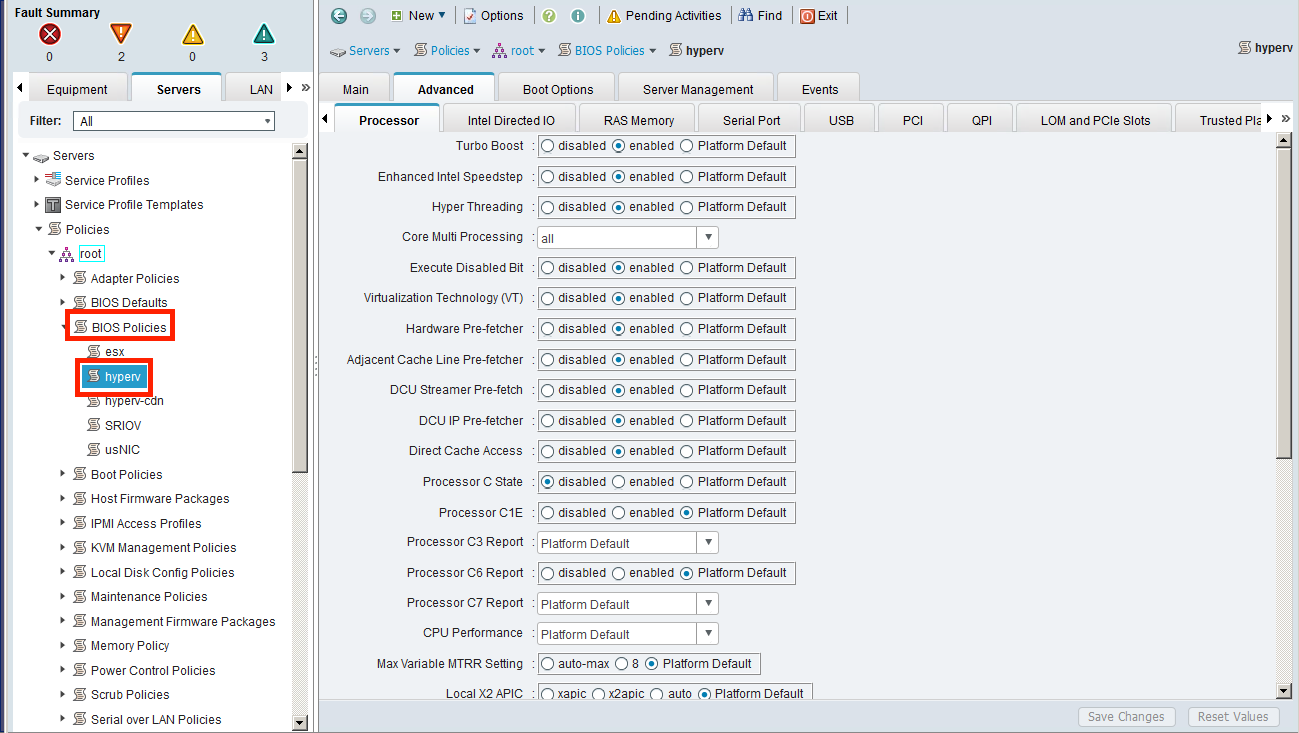 Fault Summary
0 2 0 3
New Options Pending Activities Find Exit
Servers Policies root BIOS Policies hyperv
hyperv
Equipment Servers LAN
Filter: All
Servers
Service Profiles
Service Profile Templates
Policies
root
Adapter Policies
BIOS Defaults
BIOS Policies
esx
hyperv
hyperv-cdn
SRIOV
usNIC
Boot Policies
Host Firmware Packages
IPMI Access Profiles
KVM Management Policies
Local Disk Config Policies
Maintenance Policies
Management Firmware Packages
Memory Policy
Power Control Policies
Scrub Policies
Serial over LAN Policies
Main Advanced Boot Options Server Management Events
Processor Intel Directed IO RAS Memory Serial Port USB PCI QPI LOM and PCIe Slots Trusted Pla
Turbo Boost : disabled enabled Platform Default
Enhanced Intel Speedstep : disabled enabled Platform Default
Hyper Threading : disabled enabled Platform Default
Core Multi Processing : all
Execute Disabled Bit : disabled enabled Platform Default
Virtualization Technology (VT) : disabled enabled Platform Default
Hardware Pre-fetcher : disabled enabled Platform Default
Adjacent Cache Line Pre-fetcher : disabled enabled Platform Default
DCU Streamer Pre-fetch : disabled enabled Platform Default
DCU IP Pre-fetcher : disabled enabled Platform Default
Direct Cache Access : disabled enabled Platform Default
Processor C State : disabled enabled Platform Default
Processor C1E : disabled enabled Platform Default
Processor C3 Report : Platform Default
Processor C6 Report : disabled enabled Platform Default
Processor C7 Report : Platform Default
CPU Performance : Platform Default
Max Variable MTRR Setting : auto-max 8 Platform Default
Local X2 APIC : xapic x2apic auto Platform Default
Save Changes Reset Values